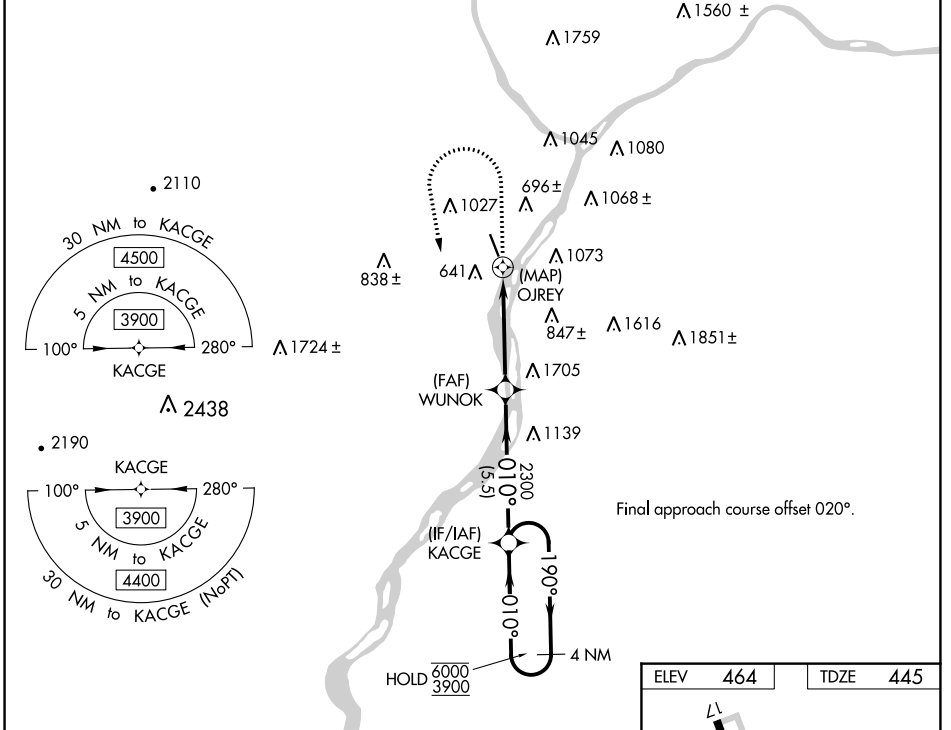 1560 ±
1759
1045
1080
2110
696±
1068 ±
1027
30 NM to KACGE
4500
5 NM to KACGE
3900
100°
280°
KACGE
838 ±
641
1073
(MAP)
OJREY
847±
1616
1851±
1724 ±
(FAF)
WUNOK
1705
2438
2190
1139
KACGE
100°
280°
3900
5 NM to KACGE
4400
30 NM to KACGE (NoPT)
010°
2300
(5.5)
Final approach course offset 020°.
(IF/IAF)
KACGE
190°
010°
4 NM
HOLD 6000
3900
ELEV 464
TDZE 445
17